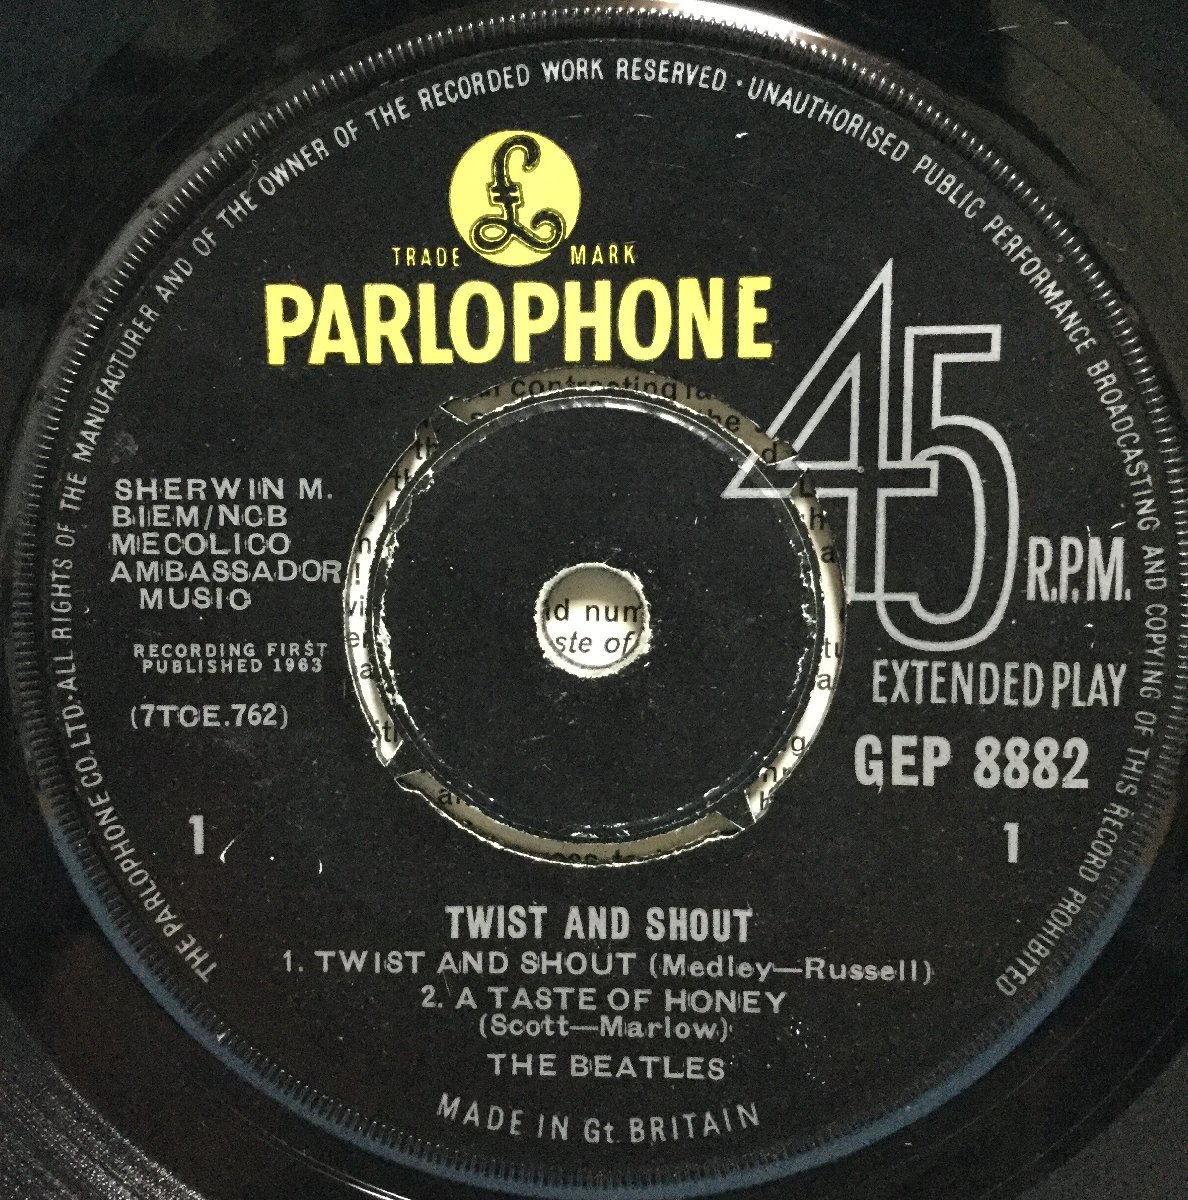 THE PARLOPHONE CO. LTD. · ALL RIGHTS OF THE MANUFACTURER AND OF THE OWNER OF THE RECORDED WORK RESERVED · UNAUTHORISED PUBLIC PERFORMANCE BROADCASTING AND COPYING OF THIS RECORD PROHIBITED
£
TRADE MARK
PARLOPHONE
45
R.P.M.
EXTENDED PLAY
GEP 8882
SHERWIN M.
BIEM/NCB
MECOLICO
AMBASSADOR
MUSIC
RECORDING FIRST
PUBLISHED 1963
(7TCE.762)
1
1
contracting
ste of
TWIST AND SHOUT
1. TWIST AND SHOUT (Medley—Russell)
2. A TASTE OF HONEY
(Scott—Marlow)
THE BEATLES
MADE IN Gt. BRITAIN